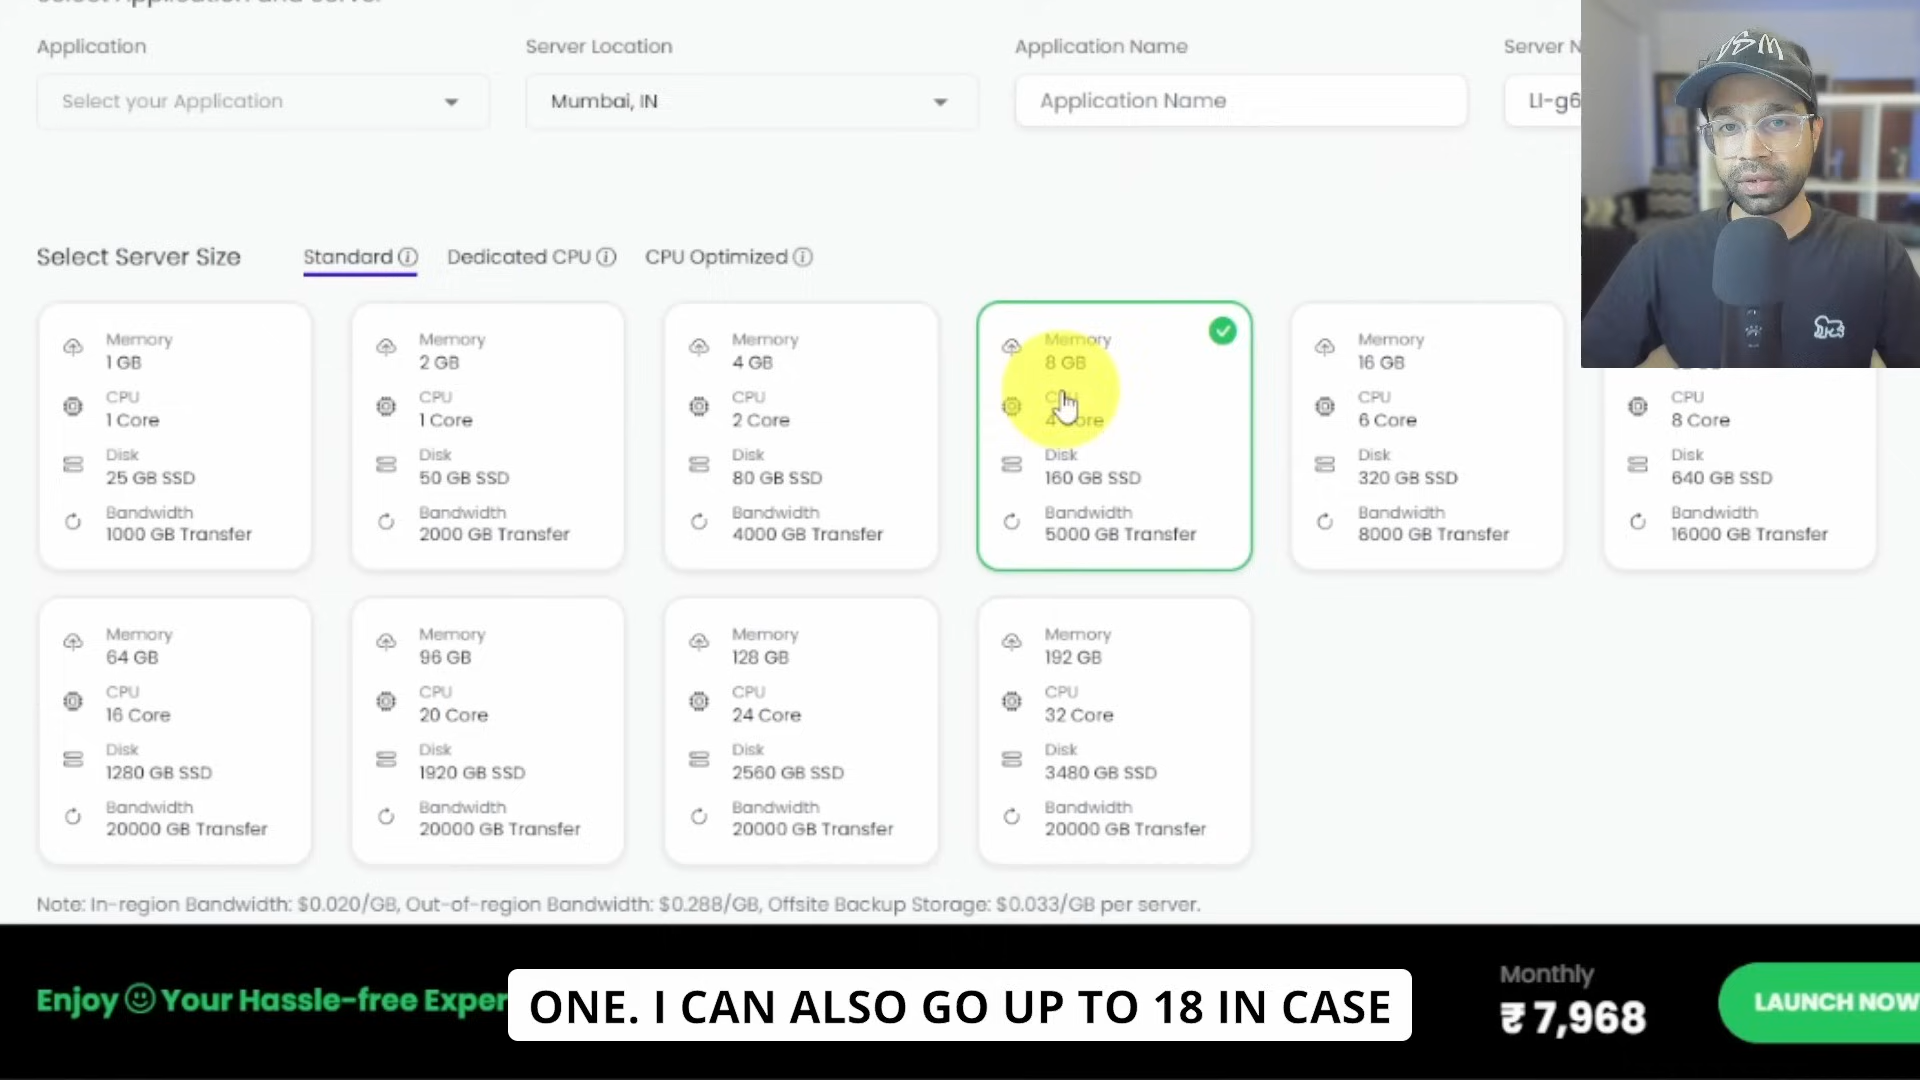 Select Application and Server
Application
Server Location
Application Name
Server N
Select your Application
Mumbai, IN
Application Name
LI-g6
Select Server Size
Standard
Dedicated CPU
CPU Optimized
Memory
1 GB
CPU
1 Core
Disk
25 GB SSD
Bandwidth
1000 GB Transfer
Memory
2 GB
CPU
1 Core
Disk
50 GB SSD
Bandwidth
2000 GB Transfer
Memory
4 GB
CPU
2 Core
Disk
80 GB SSD
Bandwidth
4000 GB Transfer
Memory
8 GB
CPU
4 Core
Disk
160 GB SSD
Bandwidth
5000 GB Transfer
Memory
16 GB
CPU
6 Core
Disk
320 GB SSD
Bandwidth
8000 GB Transfer
CPU
8 Core
Disk
640 GB SSD
Bandwidth
16000 GB Transfer
Memory
64 GB
CPU
16 Core
Disk
1280 GB SSD
Bandwidth
20000 GB Transfer
Memory
96 GB
CPU
20 Core
Disk
1920 GB SSD
Bandwidth
20000 GB Transfer
Memory
128 GB
CPU
24 Core
Disk
2560 GB SSD
Bandwidth
20000 GB Transfer
Memory
192 GB
CPU
32 Core
Disk
3480 GB SSD
Bandwidth
20000 GB Transfer
Note: In-region Bandwidth: $0.020/GB, Out-of-region Bandwidth: $0.288/GB, Offsite Backup Storage: $0.033/GB per server.
Enjoy Your Hassle-free Exper
ONE. I CAN ALSO GO UP TO 18 IN CASE
Monthly
₹ 7,968
LAUNCH NOW